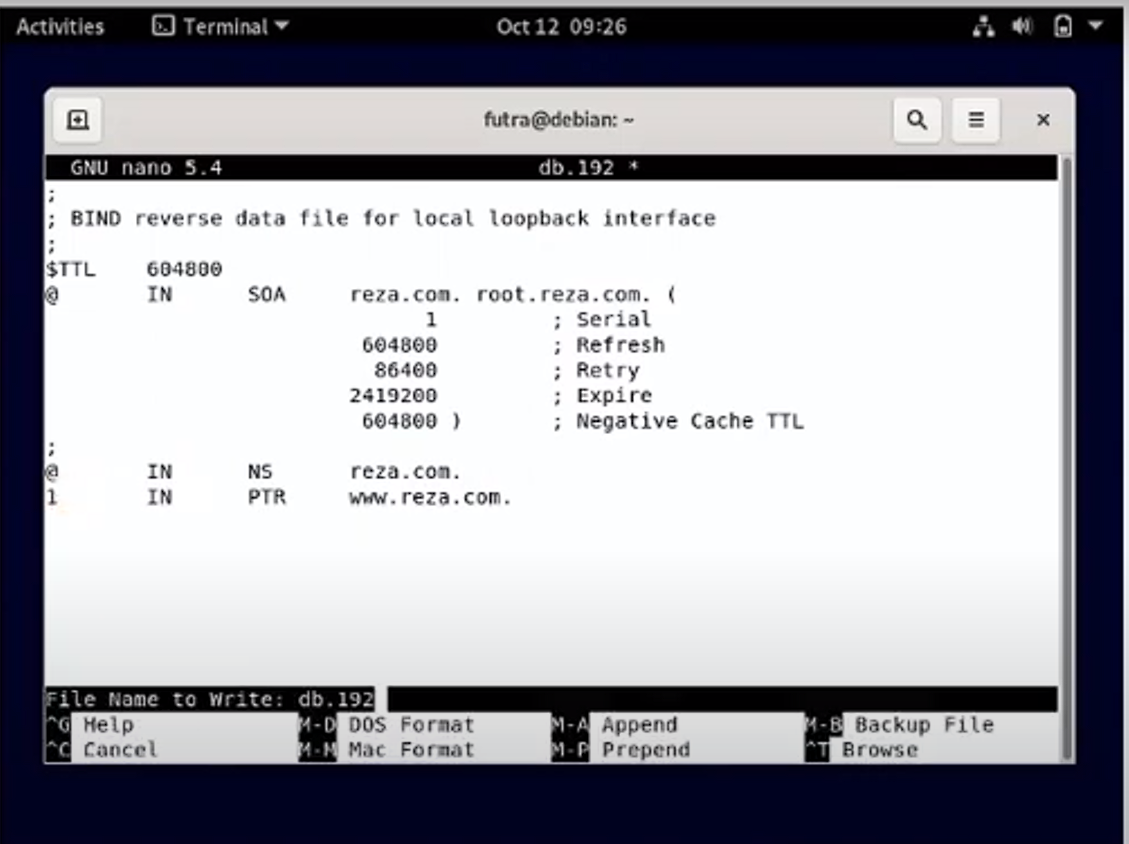 Activities Terminal Oct 12 09:26
futra@debian: ~
GNU nano 5.4 db.192 *
;
; BIND reverse data file for local loopback interface
;
$TTL 604800
@ IN SOA reza.com. root.reza.com. (
1 ; Serial
604800 ; Refresh
86400 ; Retry
2419200 ; Expire
604800 ) ; Negative Cache TTL
;
@ IN NS reza.com.
1 IN PTR www.reza.com.
File Name to Write: db.192
^G Help M-D DOS Format M-A Append M-B Backup File
^C Cancel M-M Mac Format M-P Prepend ^T Browse